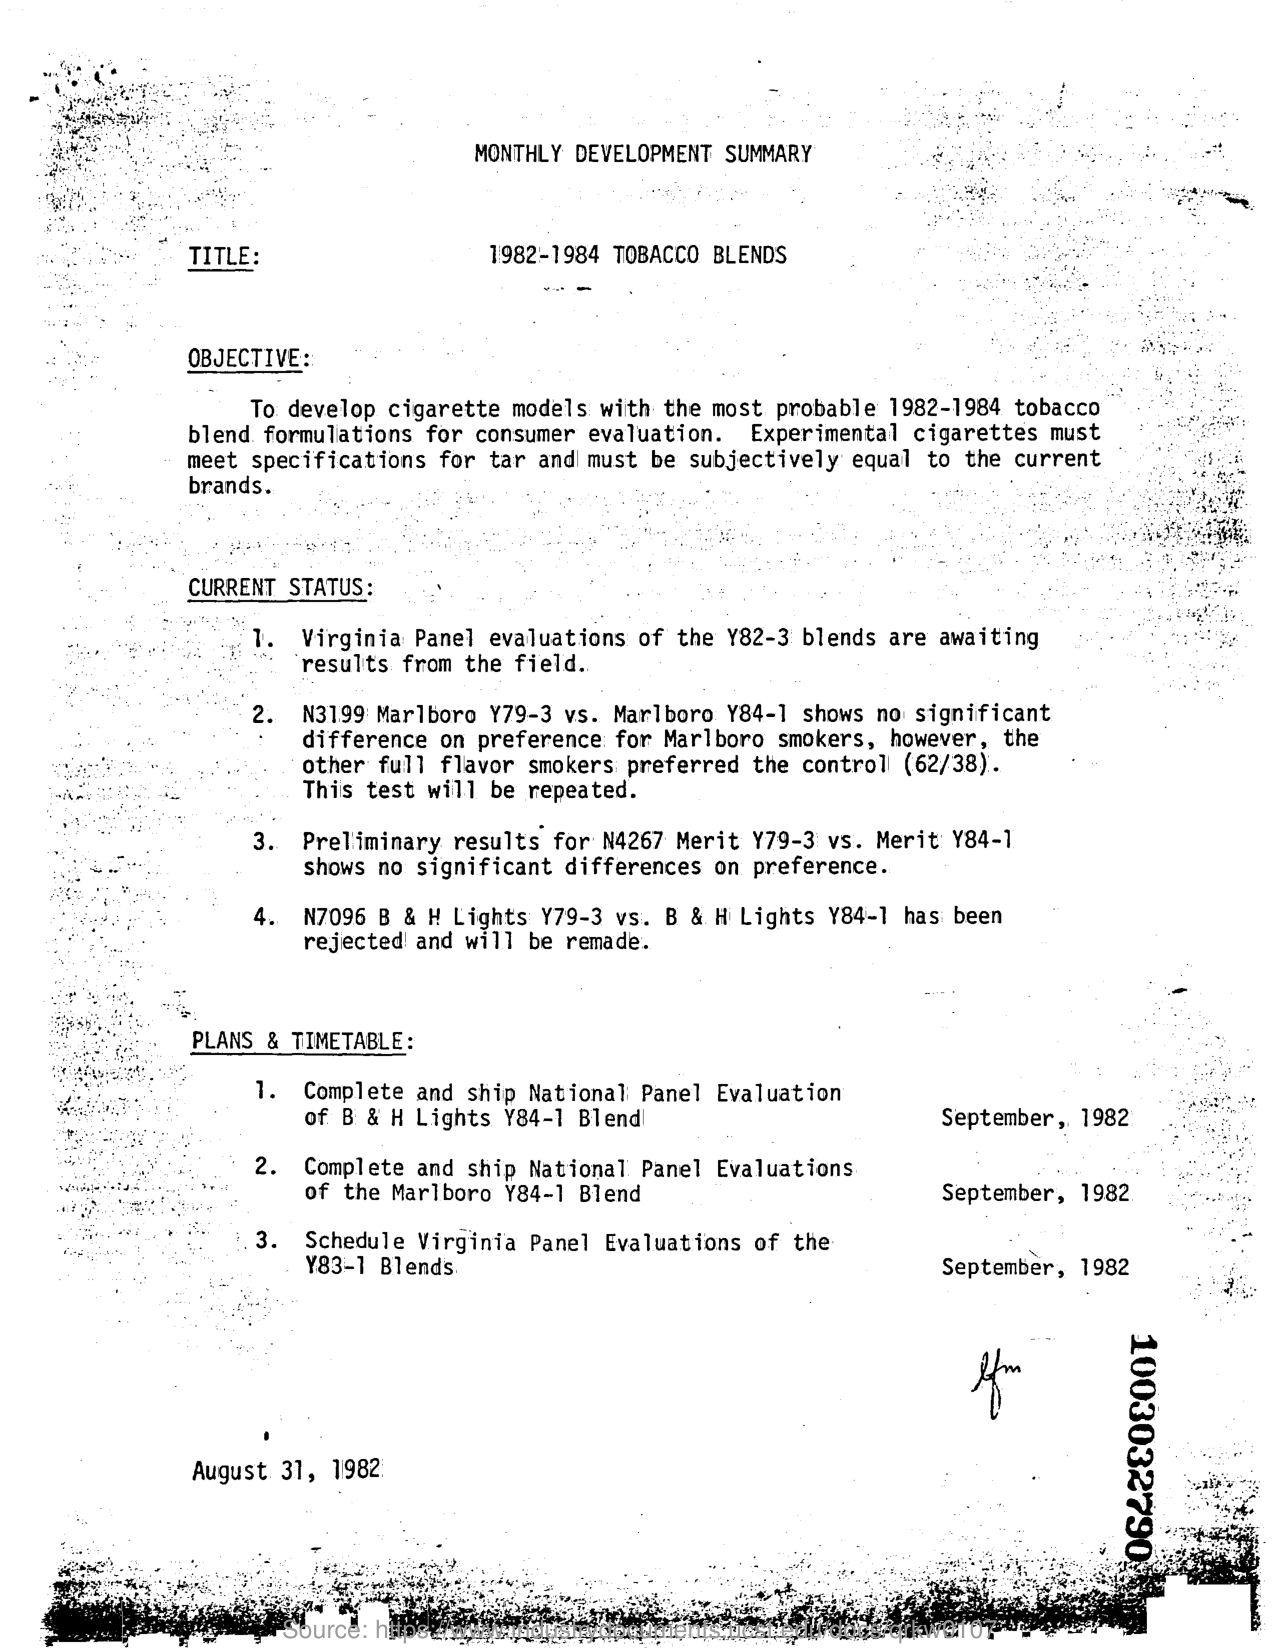 MONTHLY DEVELOPMENT SUMMARY
TITLE: 1982-1984 TOBACCO BLENDS
OBJECTIVE:
To develop cigarette models with the most probable 1982-1984 tobacco
blend formulations for consumer evaluation. Experimental cigarettes must
meet specifications for tar and must be subjectively equal to the current
brands.
CURRENT STATUS:
1. Virginia Panel evaluations of the Y82-3 blends are awaiting
results from the field.
2. N3199 Marlboro Y79-3 vs. Marlboro Y84-1 shows no significant
difference on preference for Marlboro smokers, however, the
other full flavor smokers preferred the control (62/38).
This test will be repeated.
3. Preliminary results for N4267 Merit Y79-3 vs. Merit Y84-1
shows no significant differences on preference.
4. N7096 B & H Lights Y79-3 vs. B & H Lights Y84-1 has been
rejected and will be remade.
PLANS & TIMETABLE:
1. Complete and ship National Panel Evaluation
of B & H Lights Y84-1 Blend September, 1982
2. Complete and ship National Panel Evaluations
of the Marlboro Y84-1 Blend September, 1982
3. Schedule Virginia Panel Evaluations of the
Y83-1 Blends September, 1982
August 31, 1982
1003032790
Source: